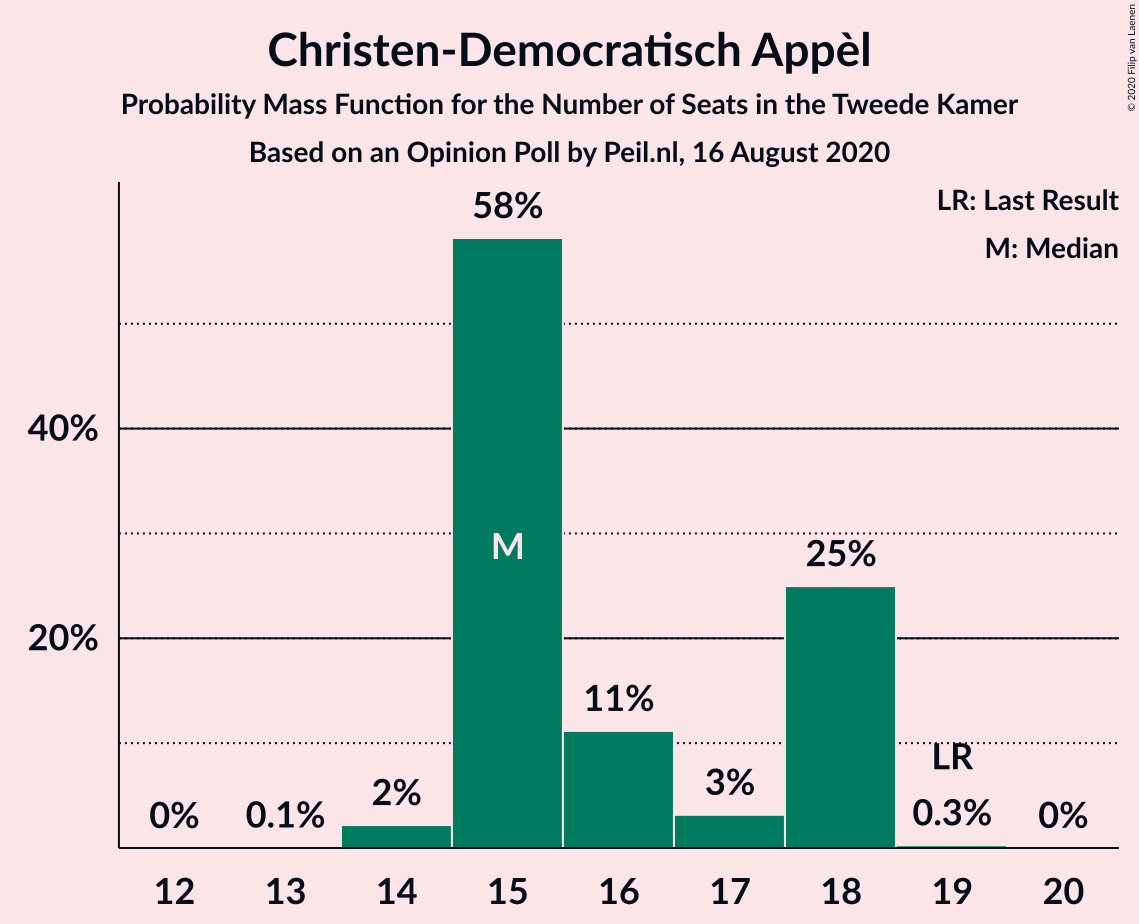 Christen-Democratisch Appèl
Probability Mass Function for the Number of Seats in the Tweede Kamer
Based on an Opinion Poll by Peil.nl, 16 August 2020
© 2020 Filip van Laenen
LR: Last Result
M: Median
58%
40%
M
25%
20%
11%
LR
3%
2%
0%
0.1%
0.3%
0%
12 13 14 15 16 17 18 19 20